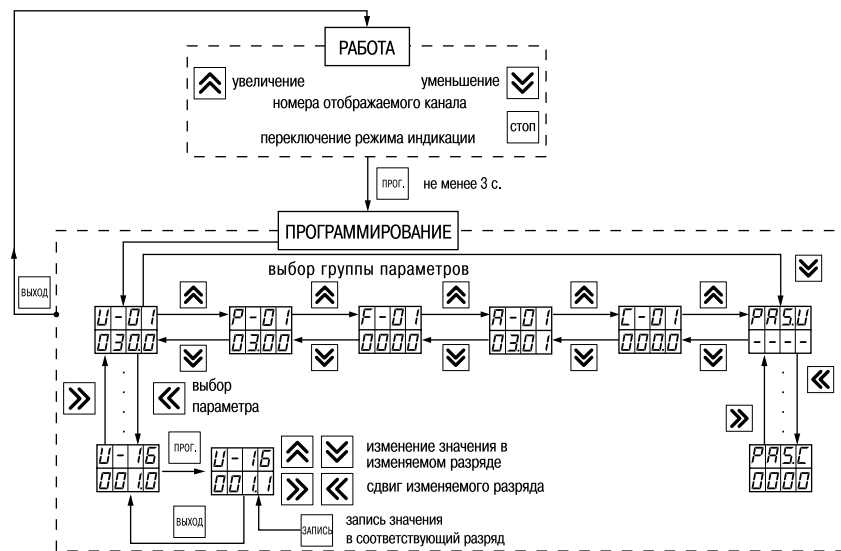 РАБОТА
увеличение
уменьшение
номера отображаемого канала
переключение режима индикации
СТОП
ПРОГ.
не менее 3 с.
ПРОГРАММИРОВАНИЕ
выбор группы параметров
ВЫХОД
U-01
030.0
P-01
03.00
F-01
0000
A-01
03.01
C-01
000.0
PAS.U
----
выбор
параметра
U-16
001.0
ПРОГ.
U-16
001.1
изменение значения в
изменяемом разряде
сдвиг изменяемого разряда
PAS.C
0000
ВЫХОД
ЗАПИСЬ
запись значения
в соответствующий разряд